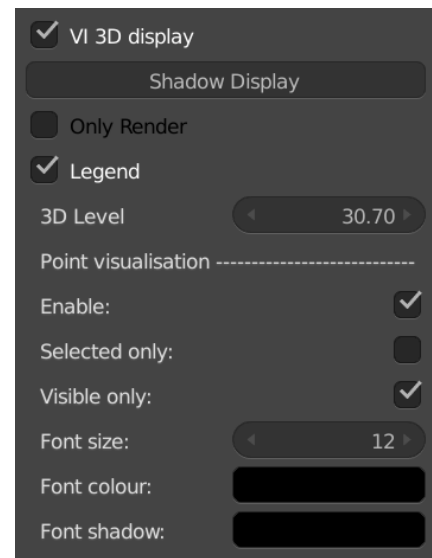 VI 3D display
Shadow Display
Only Render
Legend
3D Level 30.70
Point visualisation ----------------------------
Enable:
Selected only:
Visible only:
Font size: 12
Font colour:
Font shadow: